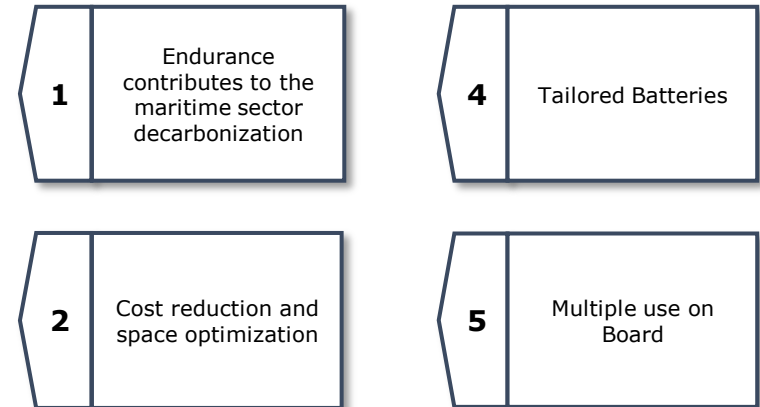 1
Endurance
contributes to the
maritime sector
decarbonization
2
Cost reduction and
space optimization
4
Tailored Batteries
5
Multiple use on
Board